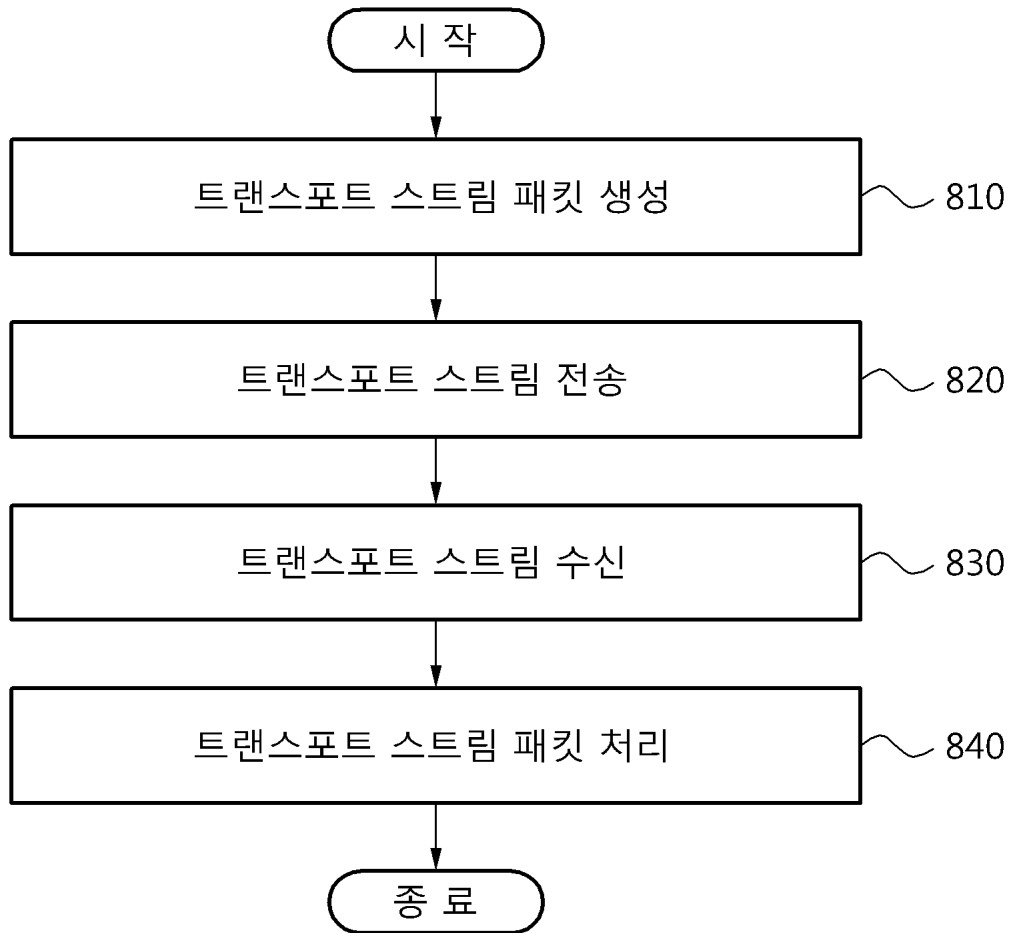 시 작
트랜스포트 스트림 패킷 생성
810
트랜스포트 스트림 전송
820
트랜스포트 스트림 수신
830
트랜스포트 스트림 패킷 처리
840
종 료